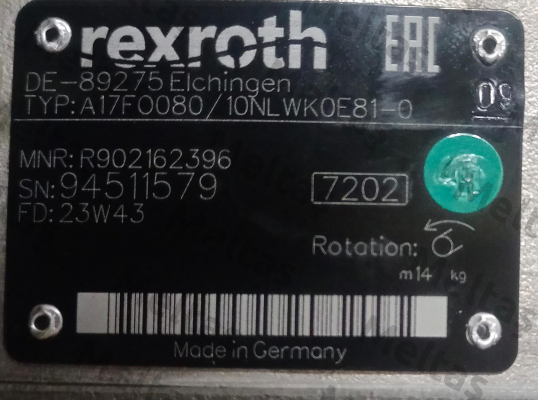 rexroth EAC
DE-89275 Elchingen
TYP: A17FO080/10NLWK0E81-0
09
MNR: R902162396
SN: 94511579
7202
FD: 23W43
Rotation:
m14 kg
Made in Germany
Meltas